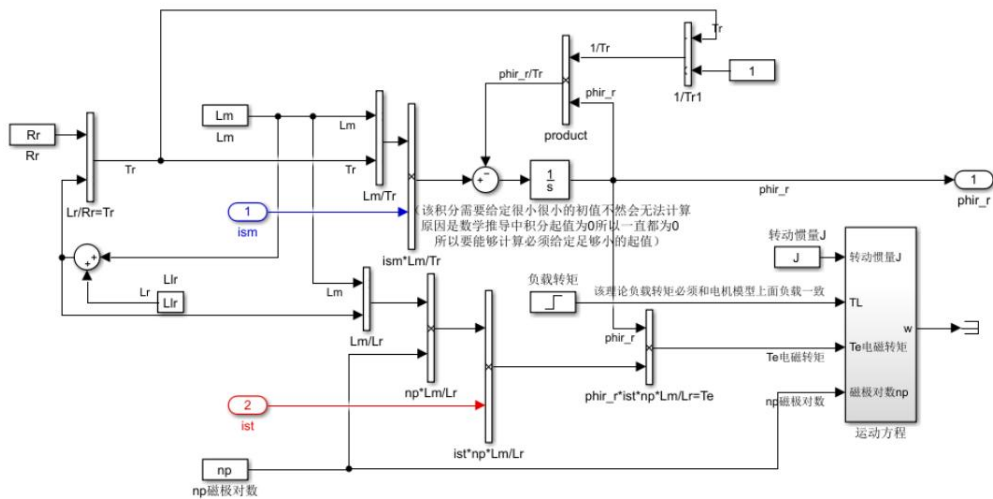 Tr
1/Tr
1
phir_r/Tr
phir_r
1/Tr1
product
Lm
Lm
Lm
Rr
Rr
Tr
Tr
Lm/Tr
Lr/Rr=Tr
1
ism
1
s
phir_r
1
phir_r
(该积分需要给定很小很小的初值不然会无法计算
原因是数学推导中积分起值为0所以一直都为0
所以要能够计算必须给定足够小的起值)
ism*Lm/Tr
转动惯量J
J
转动惯量J
Llr
Lr
Llr
Lm
负载转矩
该理论负载转矩必须和电机模型上面负载一致
TL
w
Lm/Lr
phir_r
Te电磁转矩
Te电磁转矩
np*Lm/Lr
phir_r*ist*np*Lm/Lr=Te
磁极对数np
np磁极对数
运动方程
2
ist
ist*np*Lm/Lr
np
np磁极对数